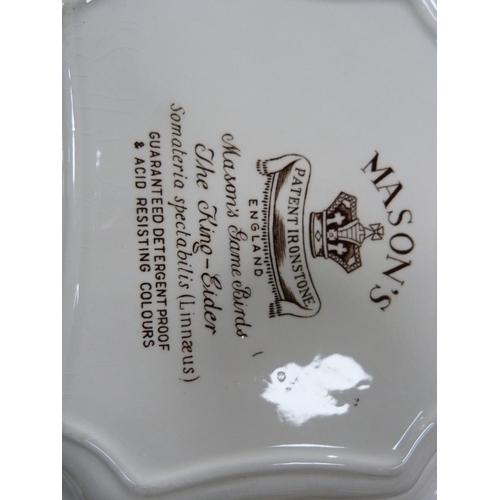 MASON'S
PATENT IRONSTONE
ENGLAND
Mason's Game Birds
The King-Eider
Somateria spectabilis (Linnæus)
GUARANTEED DETERGENT PROOF
& ACID RESISTING COLOURS